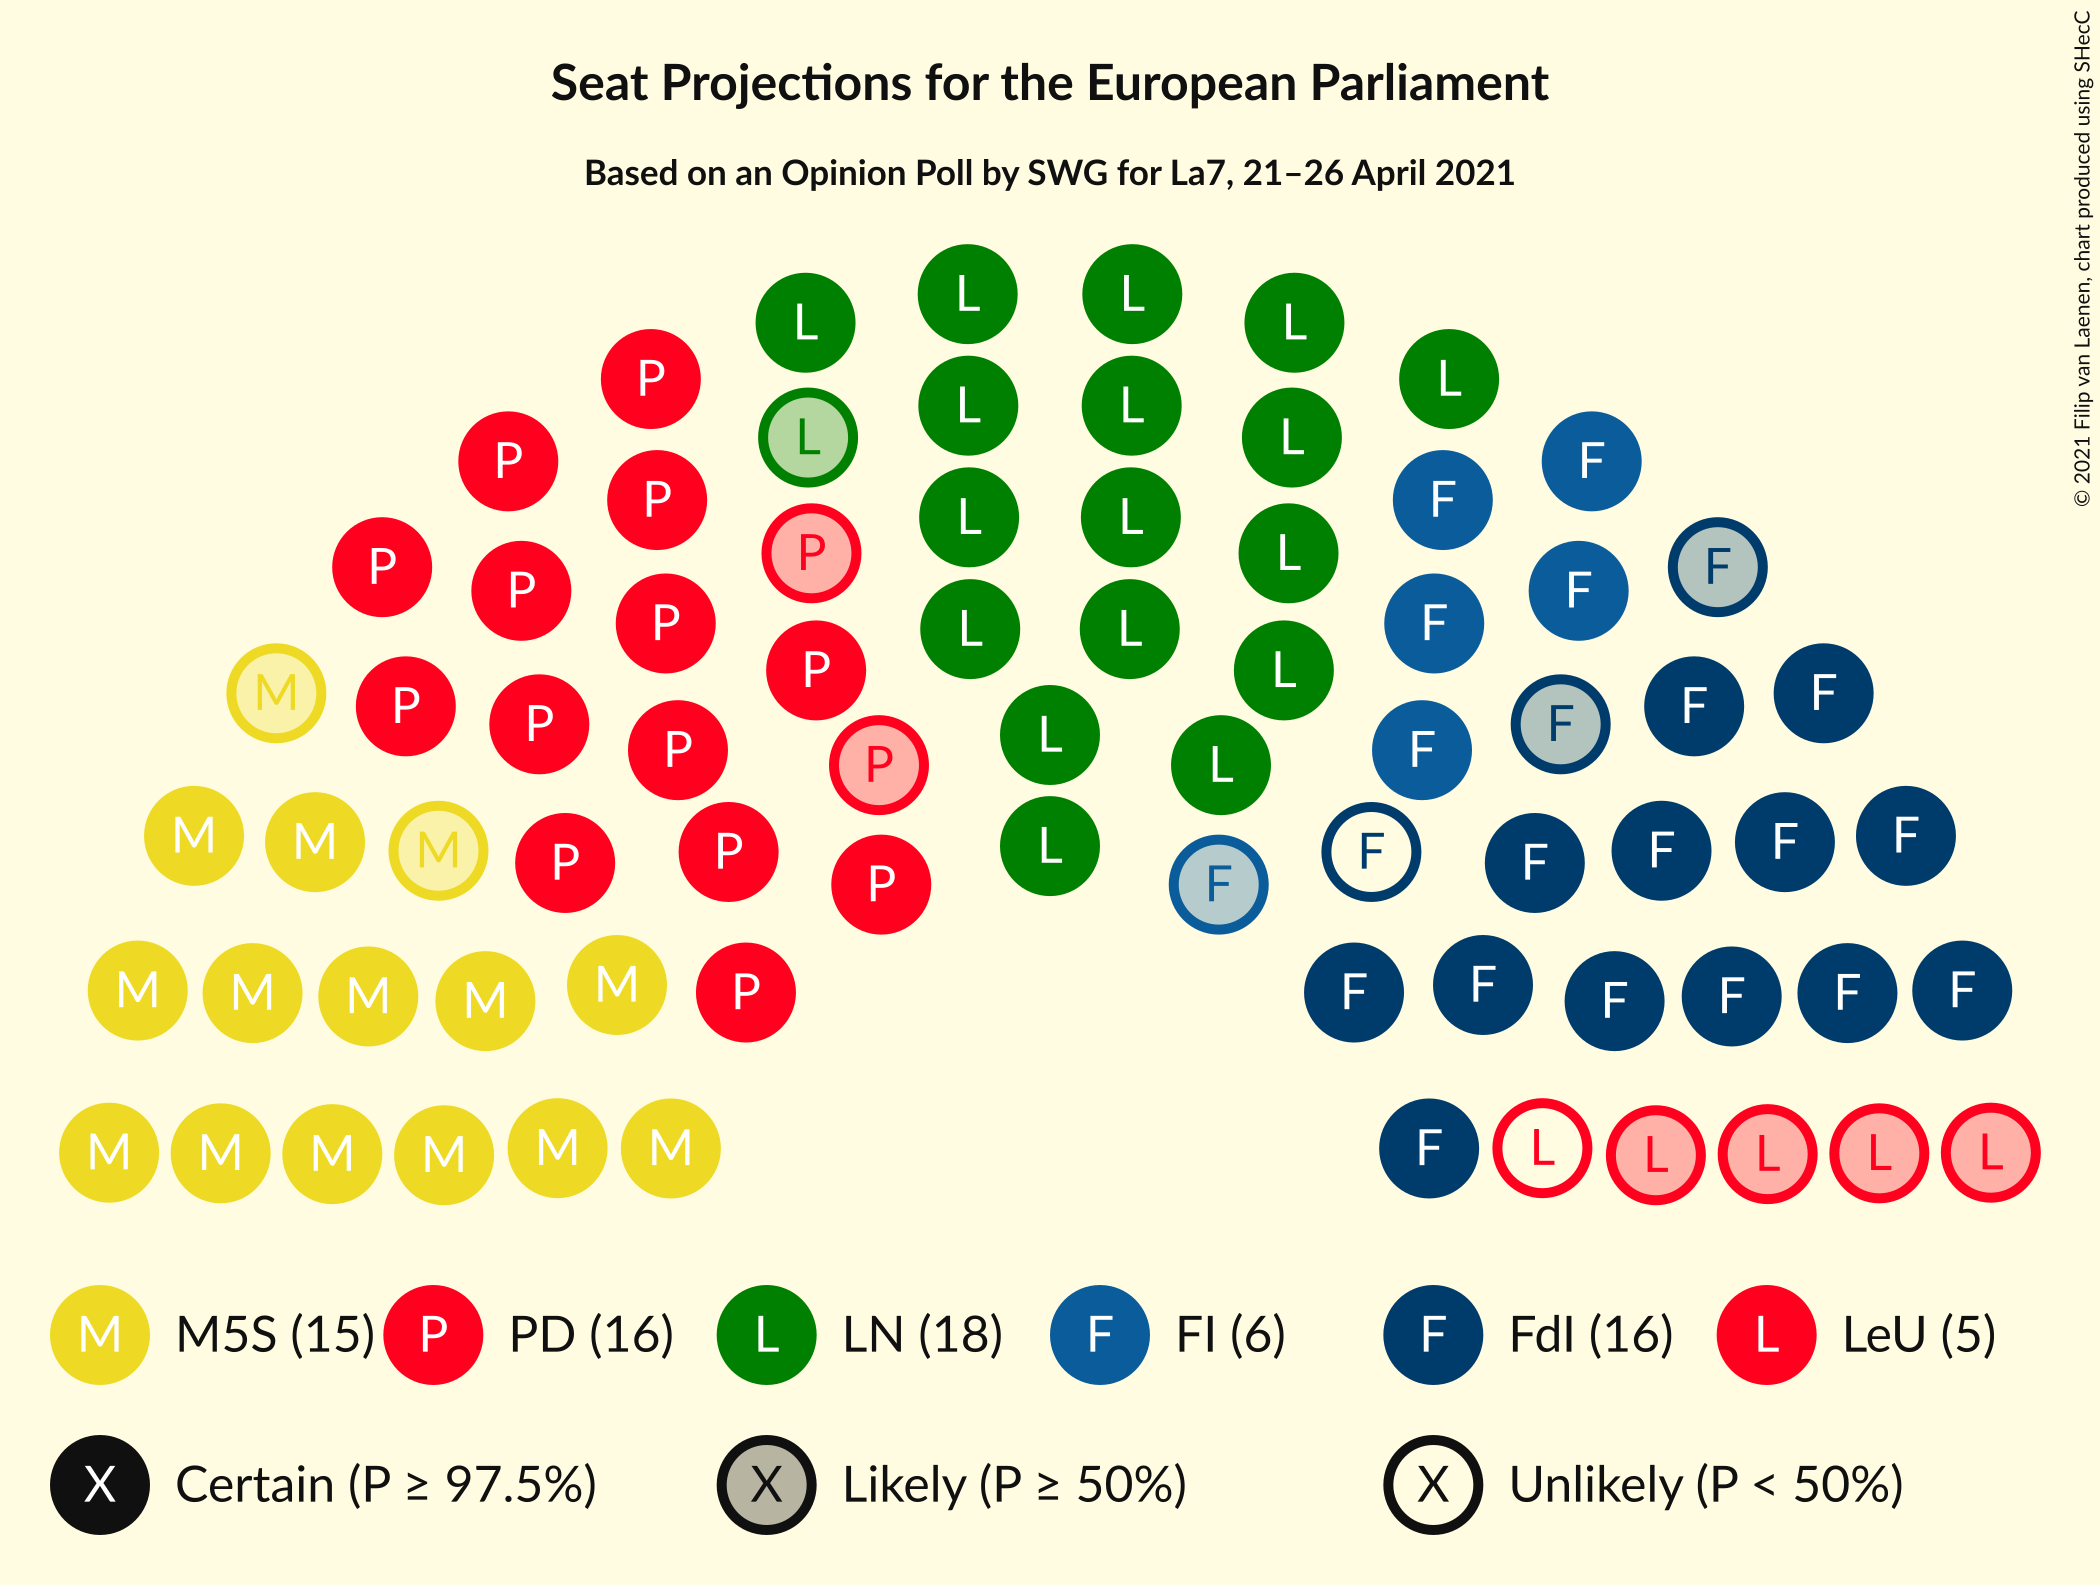 Seat Projections for the European Parliament
Based on an Opinion Poll by SWG for La7, 21–26 April 2021
© 2021 Filip van Laenen, chart produced using SHecC
L L
L L
P L
L L
L L
P F
P F
L L
P L
P F
P F
L L
P F
P L
L L
P L
M F
P F
P F
P F
L
P L
M F
M F
M P F F
P F
L
P F
M F
M F
M F
M F
M F
M P F F
M L
M L
M L
M L
M M F L
M M5S (15) P PD (16) L LN (18) F FI (6) F FdI (16) L LeU (5)
X Certain (P ≥ 97.5%) X Likely (P ≥ 50%) X Unlikely (P < 50%)